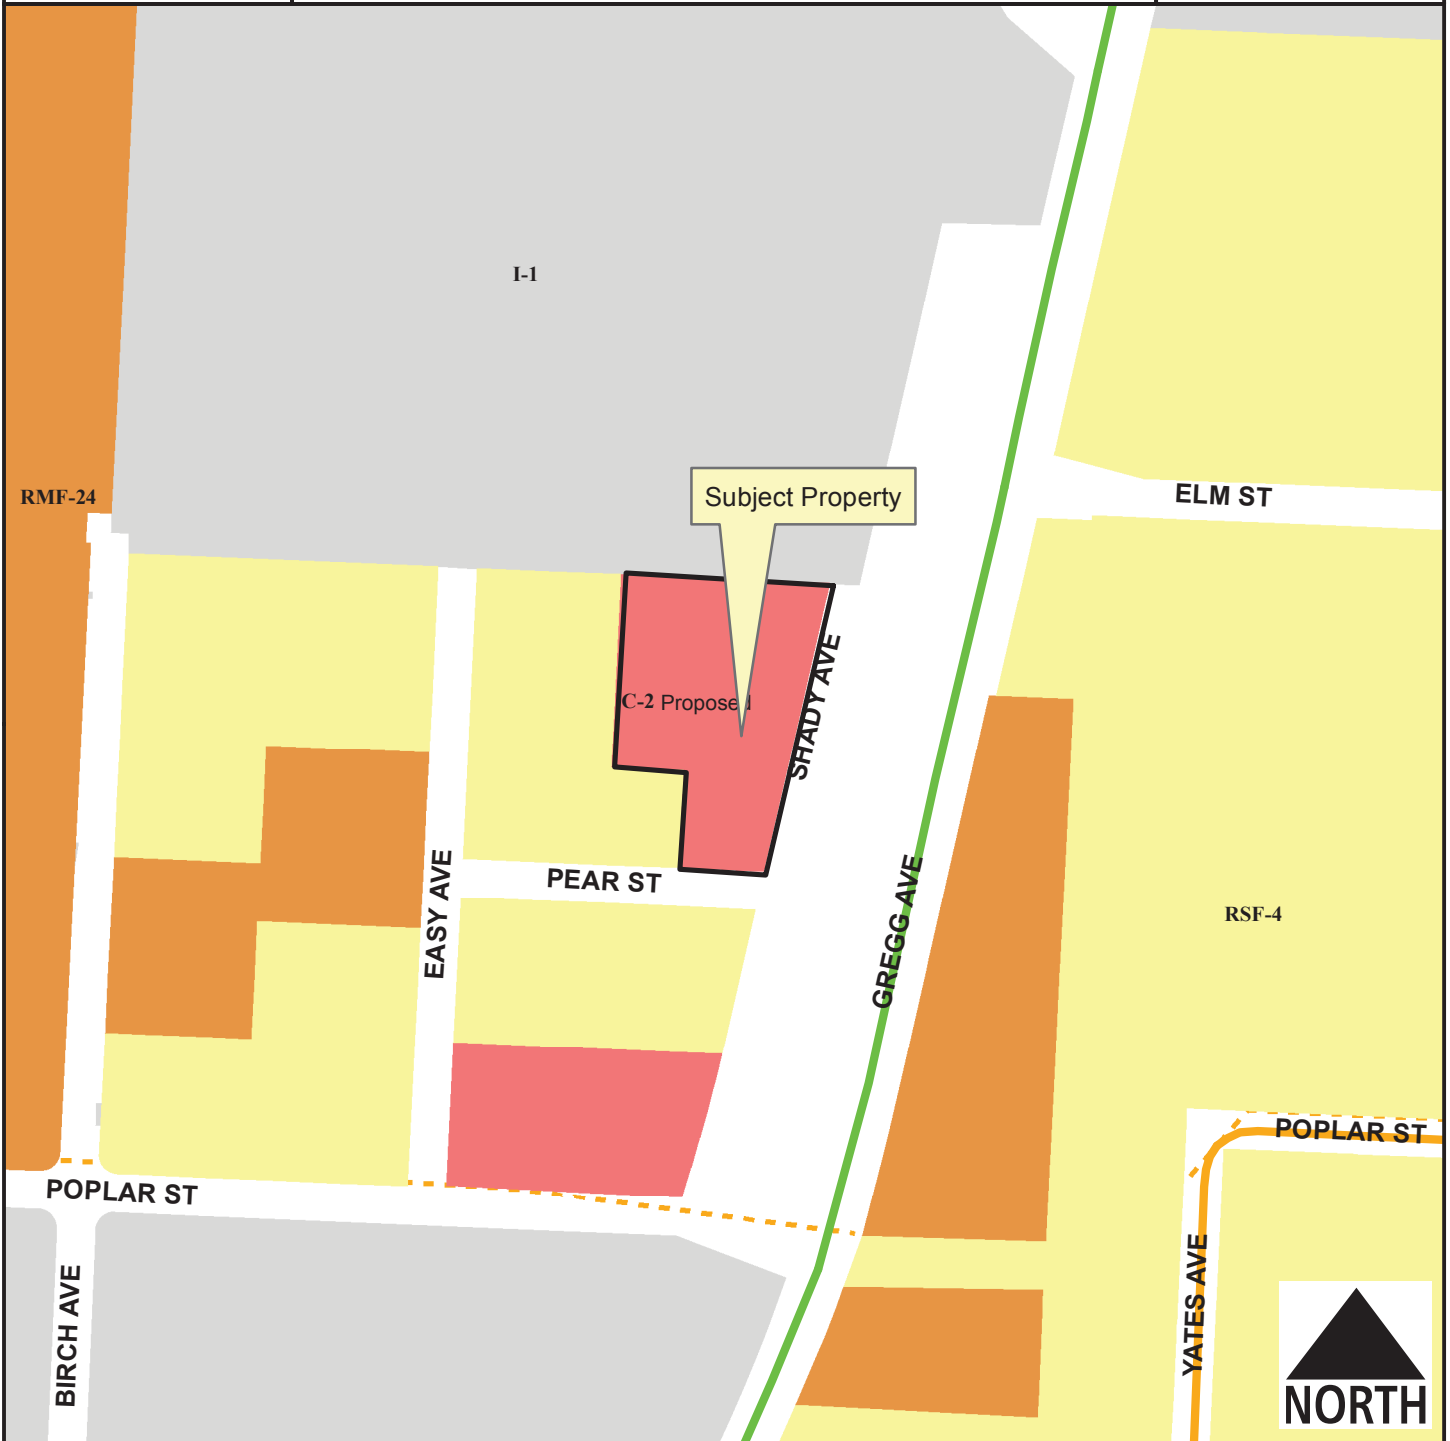 I-1
RMF-24
Subject Property
ELM ST
C-2 Proposed
SHADY AVE
PEAR ST
EASY AVE
GREGG AVE
RSF-4
POPLAR ST
POPLAR ST
BIRCH AVE
YATES AVE
NORTH